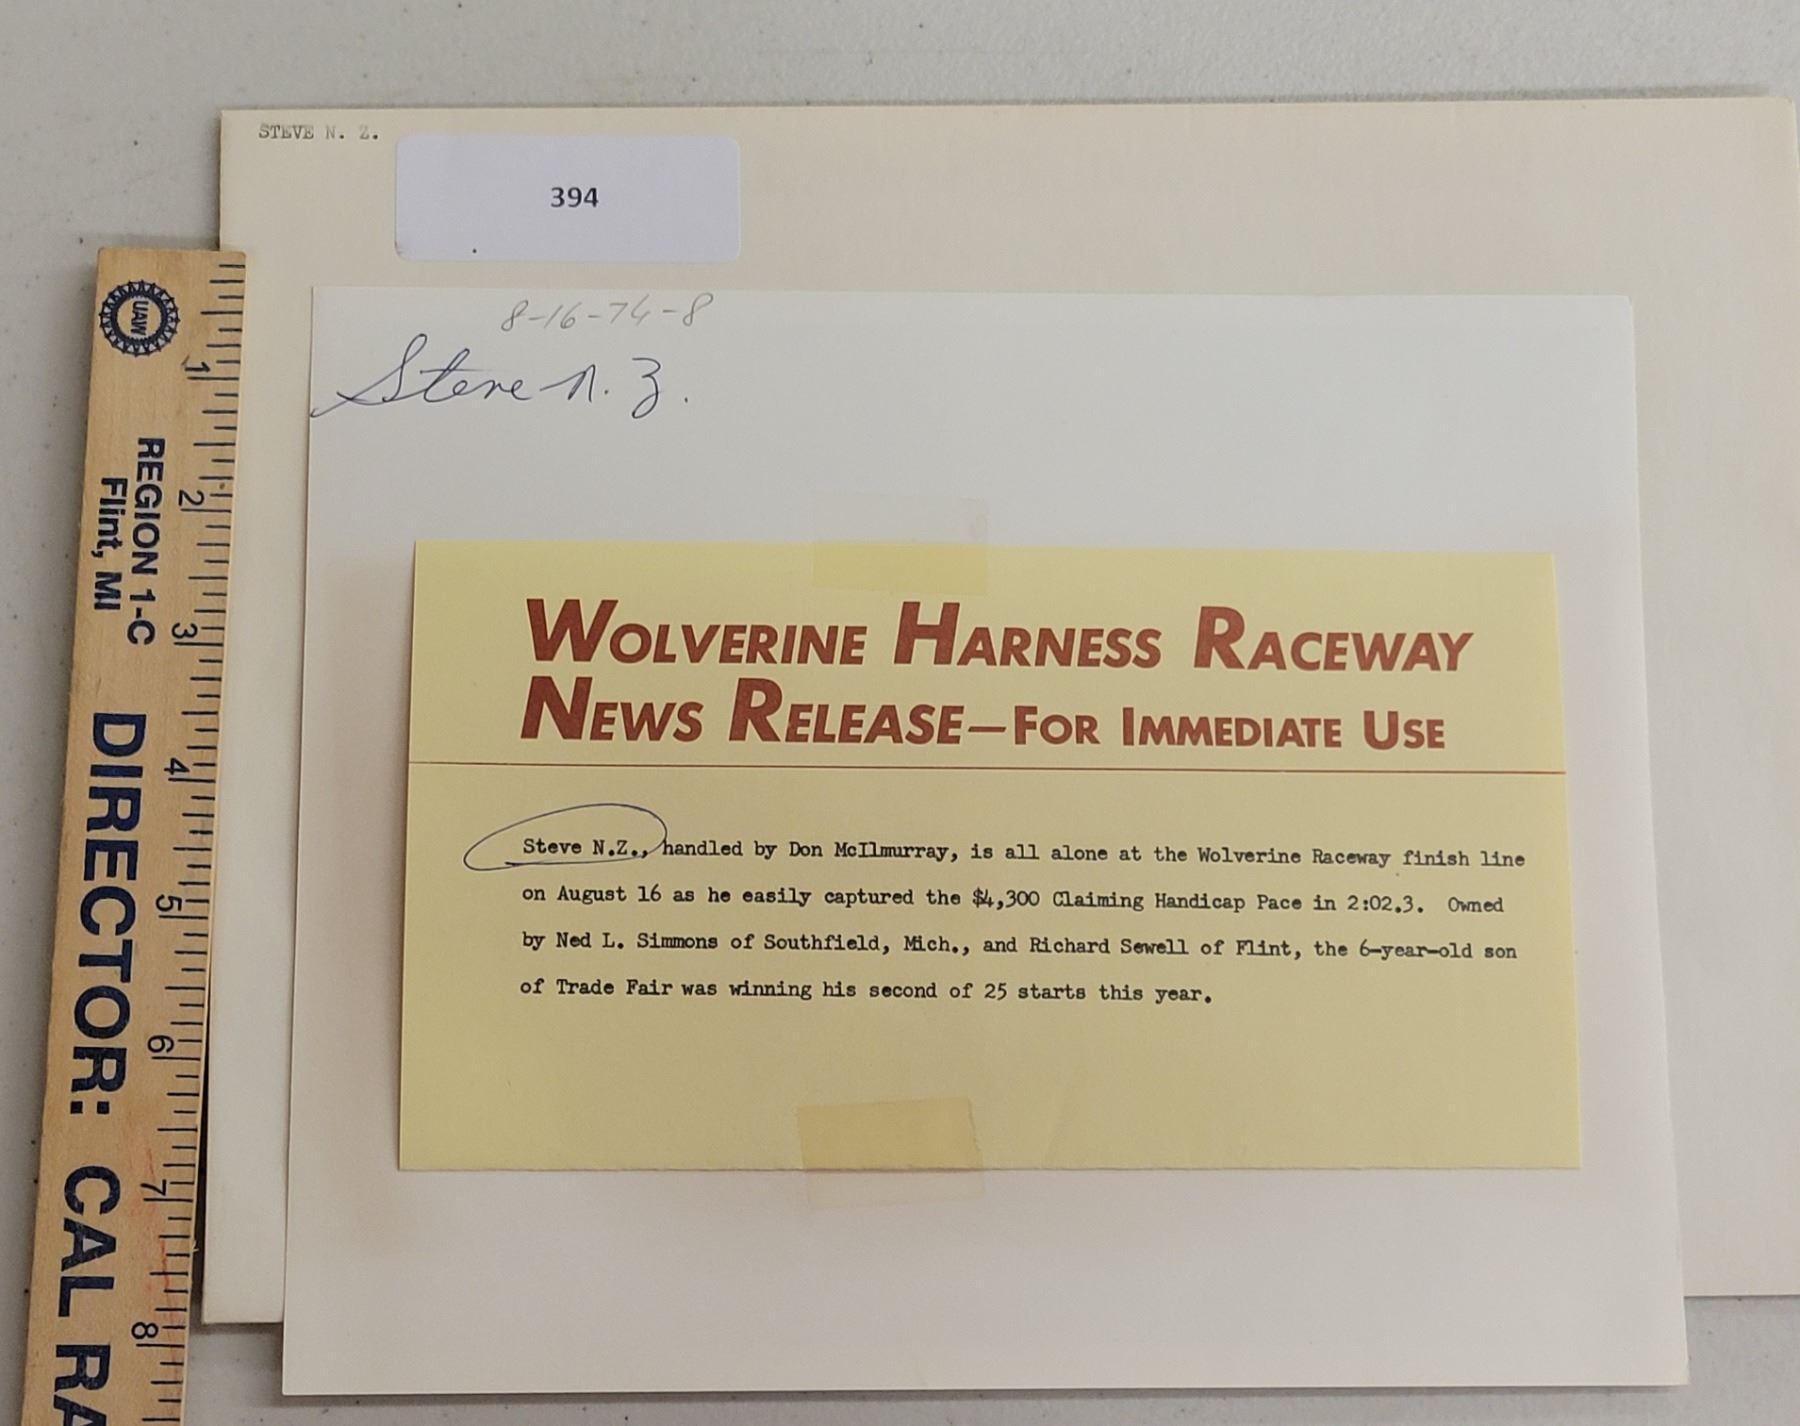 STEVE N. Z.
394
8-16-74-8
Steve N. Z.
WOLVERINE HARNESS RACEWAY
NEWS RELEASE—FOR IMMEDIATE USE
Steve N.Z., handled by Don McIlmurray, is all alone at the Wolverine Raceway finish line
on August 16 as he easily captured the $4,300 Claiming Handicap Pace in 2:02.3. Owned
by Ned L. Simmons of Southfield, Mich., and Richard Sewell of Flint, the 6-year-old son
of Trade Fair was winning his second of 25 starts this year.
UAW
REGION 1-C
Flint, MI
DIRECTOR: CAL RA
1
2
3
4
5
6
7
8